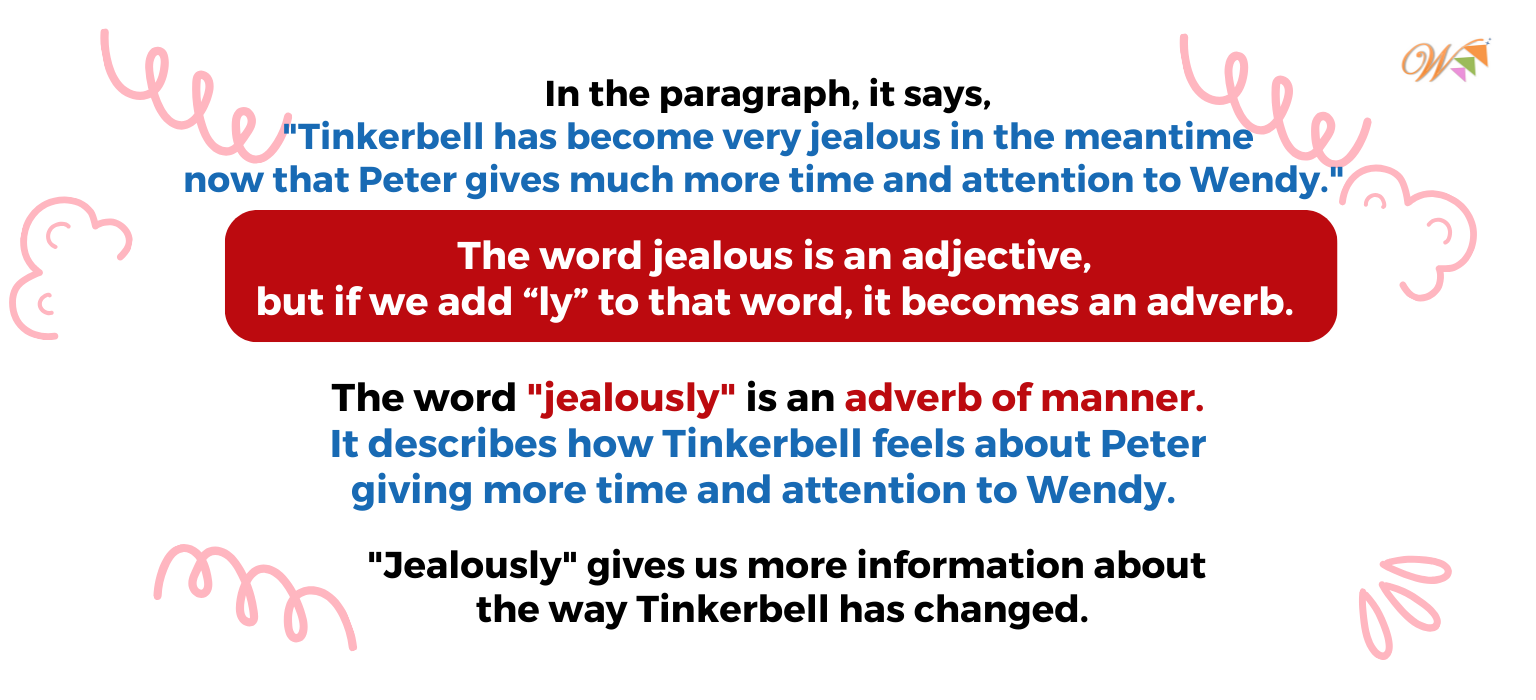 In the paragraph, it says,
"Tinkerbell has become very jealous in the meantime
now that Peter gives much more time and attention to Wendy."
The word jealous is an adjective,
but if we add “ly” to that word, it becomes an adverb.
The word "jealously" is an adverb of manner.
It describes how Tinkerbell feels about Peter
giving more time and attention to Wendy.
"Jealously" gives us more information about
the way Tinkerbell has changed.
W